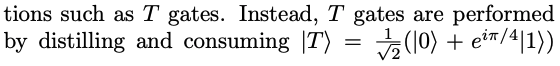 tions such as T gates. Instead, T gates are performed
by distilling and consuming |T⟩ = 1/√2(|0⟩ + e^{iπ/4}|1⟩)